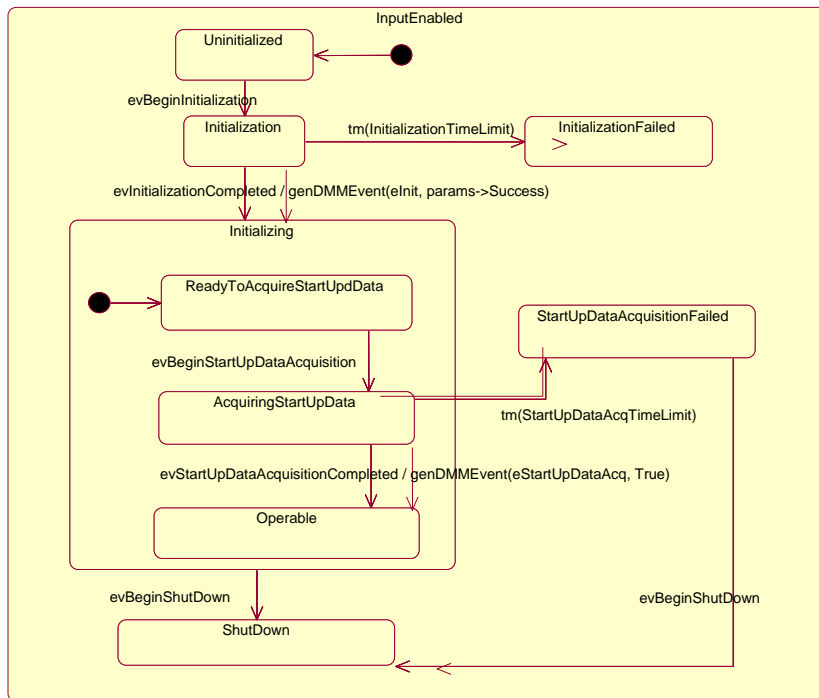 InputEnabled
Uninitialized
evBeginInitialization
Initialization
tm(InitializationTimeLimit)
InitializationFailed
evInitializationCompleted / genDMMEvent(eInit, params->Success)
Initializing
ReadyToAcquireStartUpdData
StartUpDataAcquisitionFailed
evBeginStartUpDataAcquisition
AcquiringStartUpData
tm(StartUpDataAcqTimeLimit)
evStartUpDataAcquisitionCompleted / genDMMEvent(eStartUpDataAcq, True)
Operable
evBeginShutDown
evBeginShutDown
ShutDown